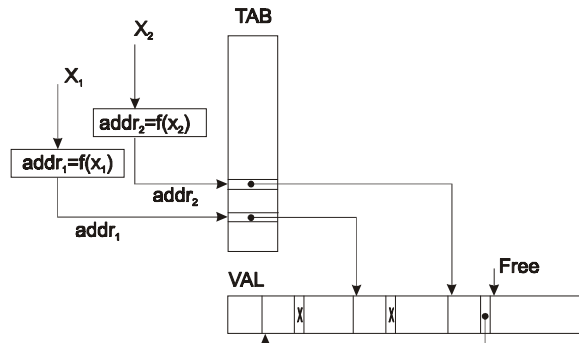 TAB
X₂
X₁
addr₂=f(x₂)
addr₁=f(x₁)
addr₂
addr₁
Free
VAL
X X